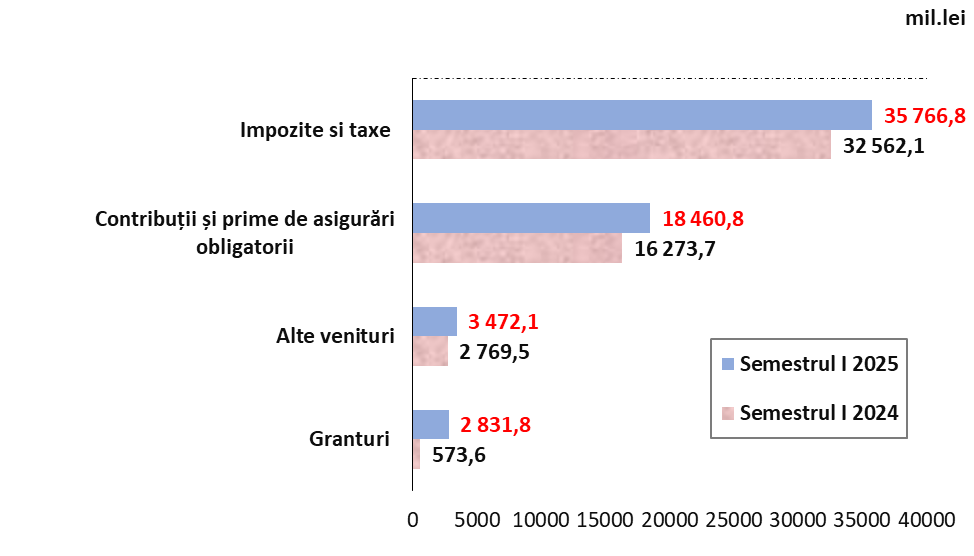 mil.lei
Impozite si taxe
35 766,8
32 562,1
Contribuții și prime de asigurări
obligatorii
18 460,8
16 273,7
Alte venituri
3 472,1
2 769,5
Semestrul I 2025
Semestrul I 2024
Granturi
2 831,8
573,6
0 5000 10000 15000 20000 25000 30000 35000 40000